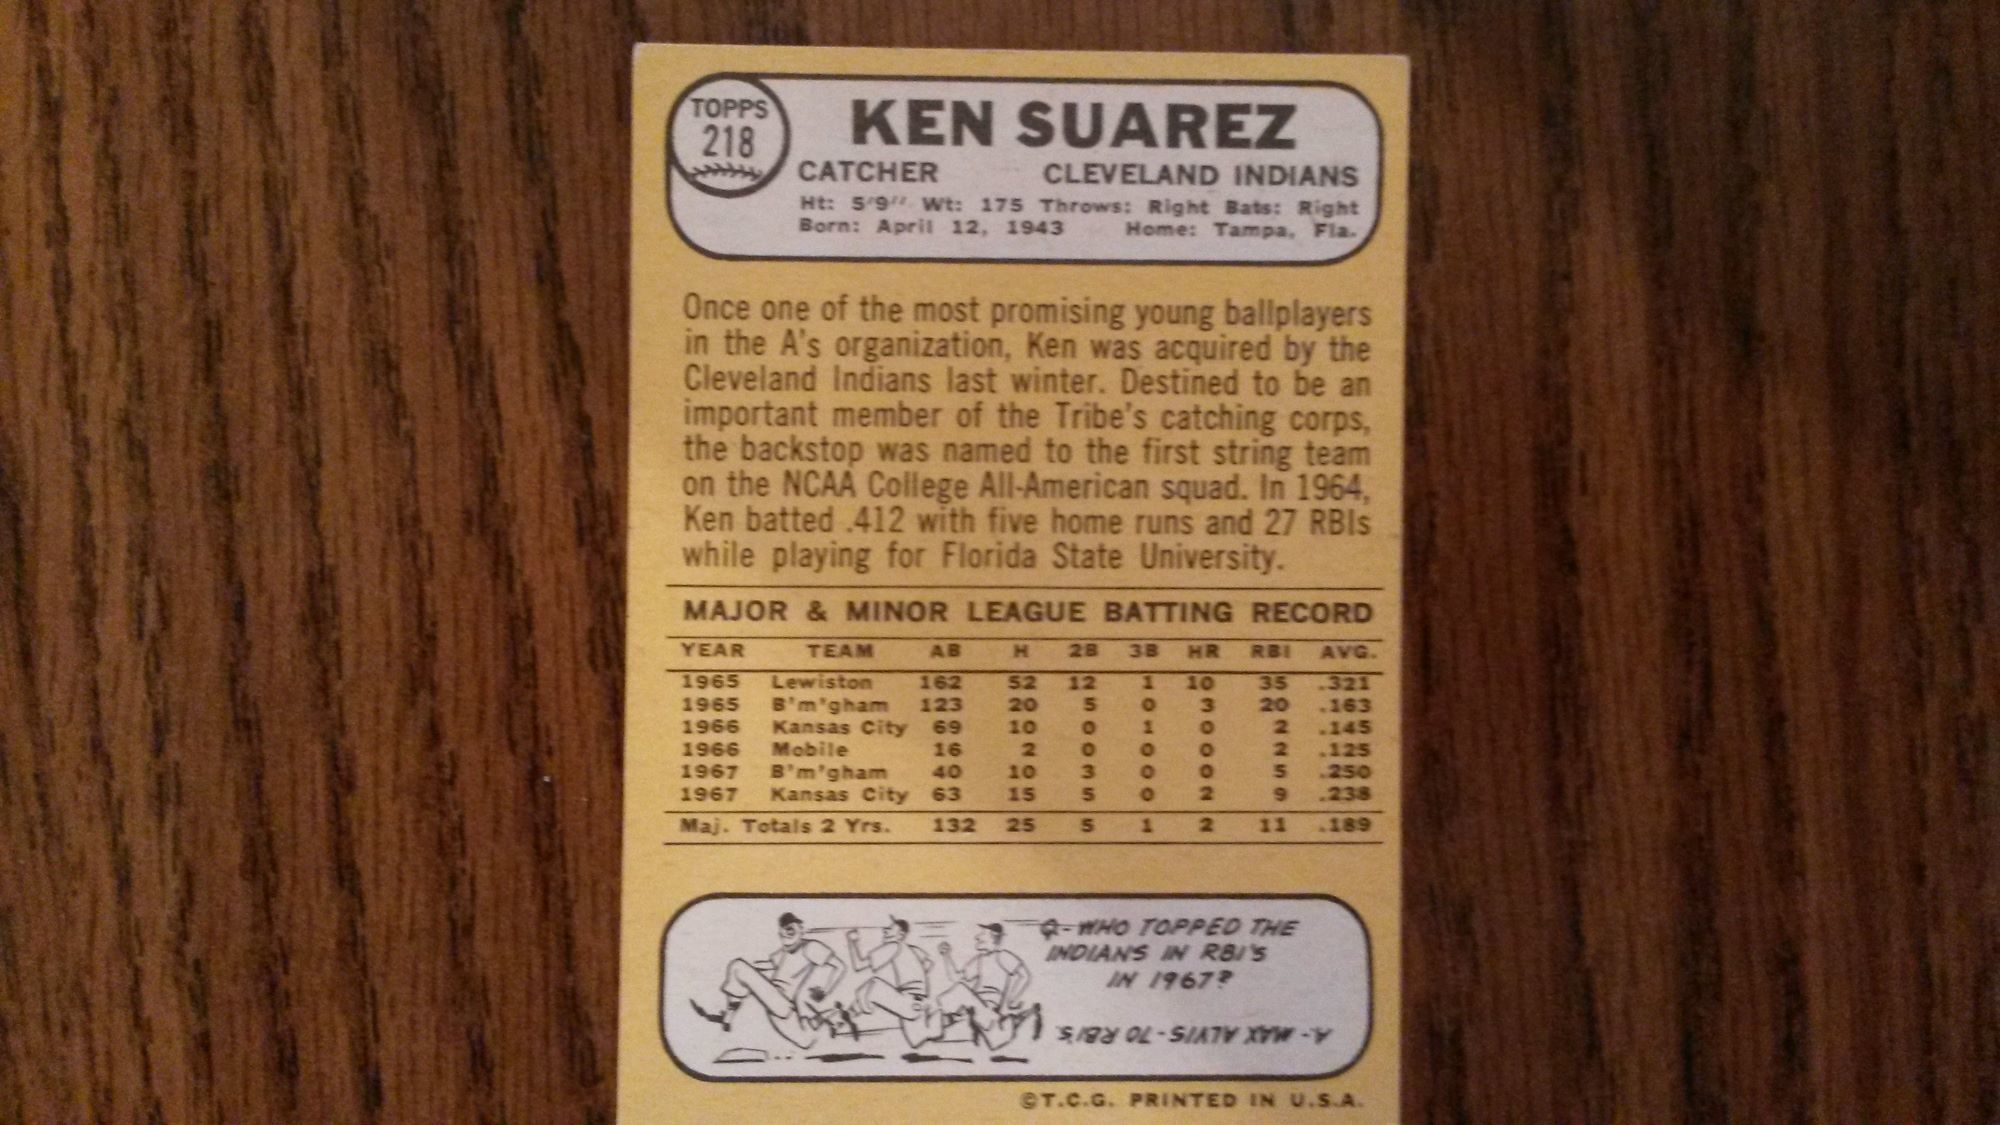 TOPPS
218
KEN SUAREZ
CATCHER CLEVELAND INDIANS
Ht: 5'9" Wt: 175 Throws: Right Bats: Right
Born: April 12, 1943 Home: Tampa, Fla.
Once one of the most promising young ballplayers
in the A's organization, Ken was acquired by the
Cleveland Indians last winter. Destined to be an
important member of the Tribe's catching corps,
the backstop was named to the first string team
on the NCAA College All-American squad. In 1964,
Ken batted .412 with five home runs and 27 RBIs
while playing for Florida State University.
MAJOR & MINOR LEAGUE BATTING RECORD
YEAR TEAM AB H 2B 3B HR RBI AVG.
1965 Lewiston 162 52 12 1 10 35 .321
1965 B'm'gham 123 20 5 0 3 20 .163
1966 Kansas City 69 10 0 1 0 2 .145
1966 Mobile 16 2 0 0 0 2 .125
1967 B'm'gham 40 10 3 0 0 5 .250
1967 Kansas City 63 15 5 0 2 9 .238
Maj. Totals 2 Yrs. 132 25 5 1 2 11 .189
Q-WHO TOPPED THE
INDIANS IN RBI'S
IN 1967?
A.-MAX ALVIS-70 RBI'S.
©T.C.G. PRINTED IN U.S.A.